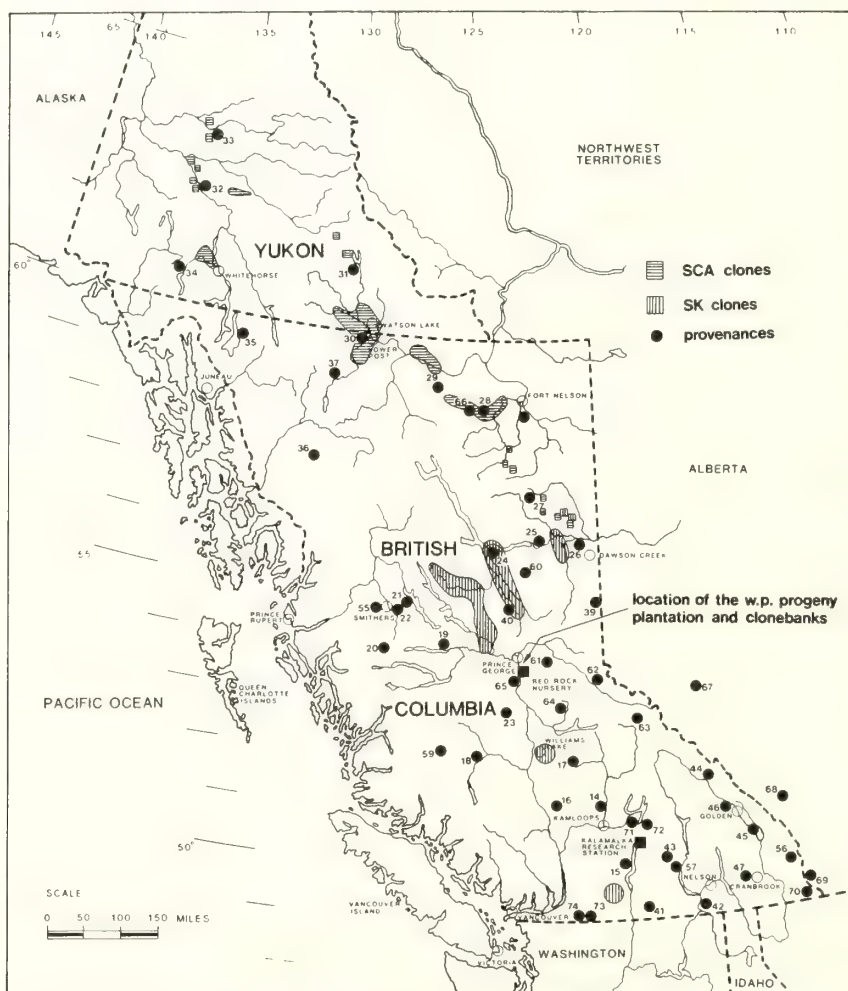 145
65
140
135
130
125
120
115
110
ALASKA
NORTHWEST
TERRITORIES
33
32
YUKON
31
60°
34
WHITEHORSE
SCA clones
SK clones
provenances
WATSON LAKE
30
LOWER
POST
35
37
29
JUNEAU
66
28
FORT NELSON
36
27
ALBERTA
55
BRITISH
24
25
26
DAWSON CREEK
60
location of the w.p. progeny
plantation and clonebanks
55
21
22
SMITHERS
40
39
PRINCE
RUPERT
20
19
PRINCE
GEORGE
61
RED ROCK
NURSERY
62
67
65
QUEEN
CHARLOTTE
ISLANDS
PACIFIC OCEAN
COLUMBIA
23
64
63
59
18
WILLIAMS
LAKE
17
44
68
16
14
46
GOLDEN
45
KAMLOOPS
71
72
50°
KALAMALKA
RESEARCH
STATION
43
56
15
57
NELSON
47
CRANBROOK
69
70
SCALE
0 50 100 150 MILES
VANCOUVER
ISLAND
VANCOUVER
74
73
41
42
VICTORIA
WASHINGTON
IDAHO